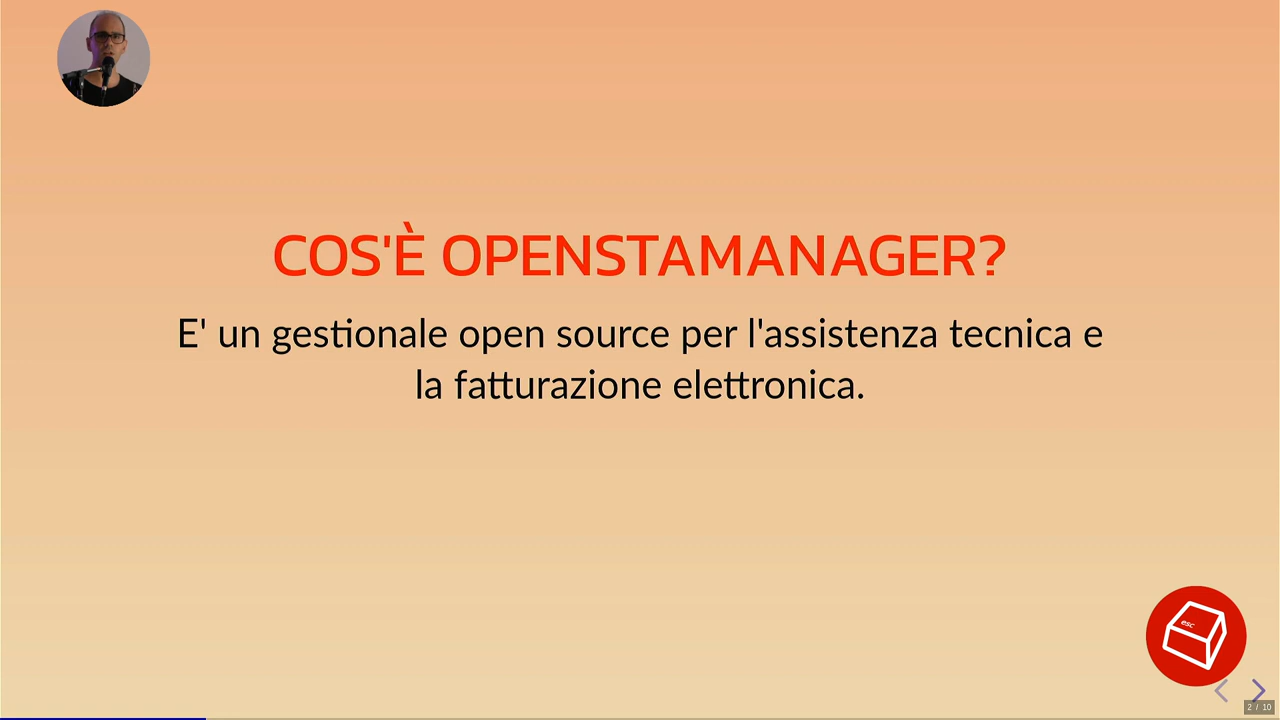 COS'È OPENSTAMANAGER?
E' un gestionale open source per l'assistenza tecnica e
la fatturazione elettronica.
esc
2 / 10